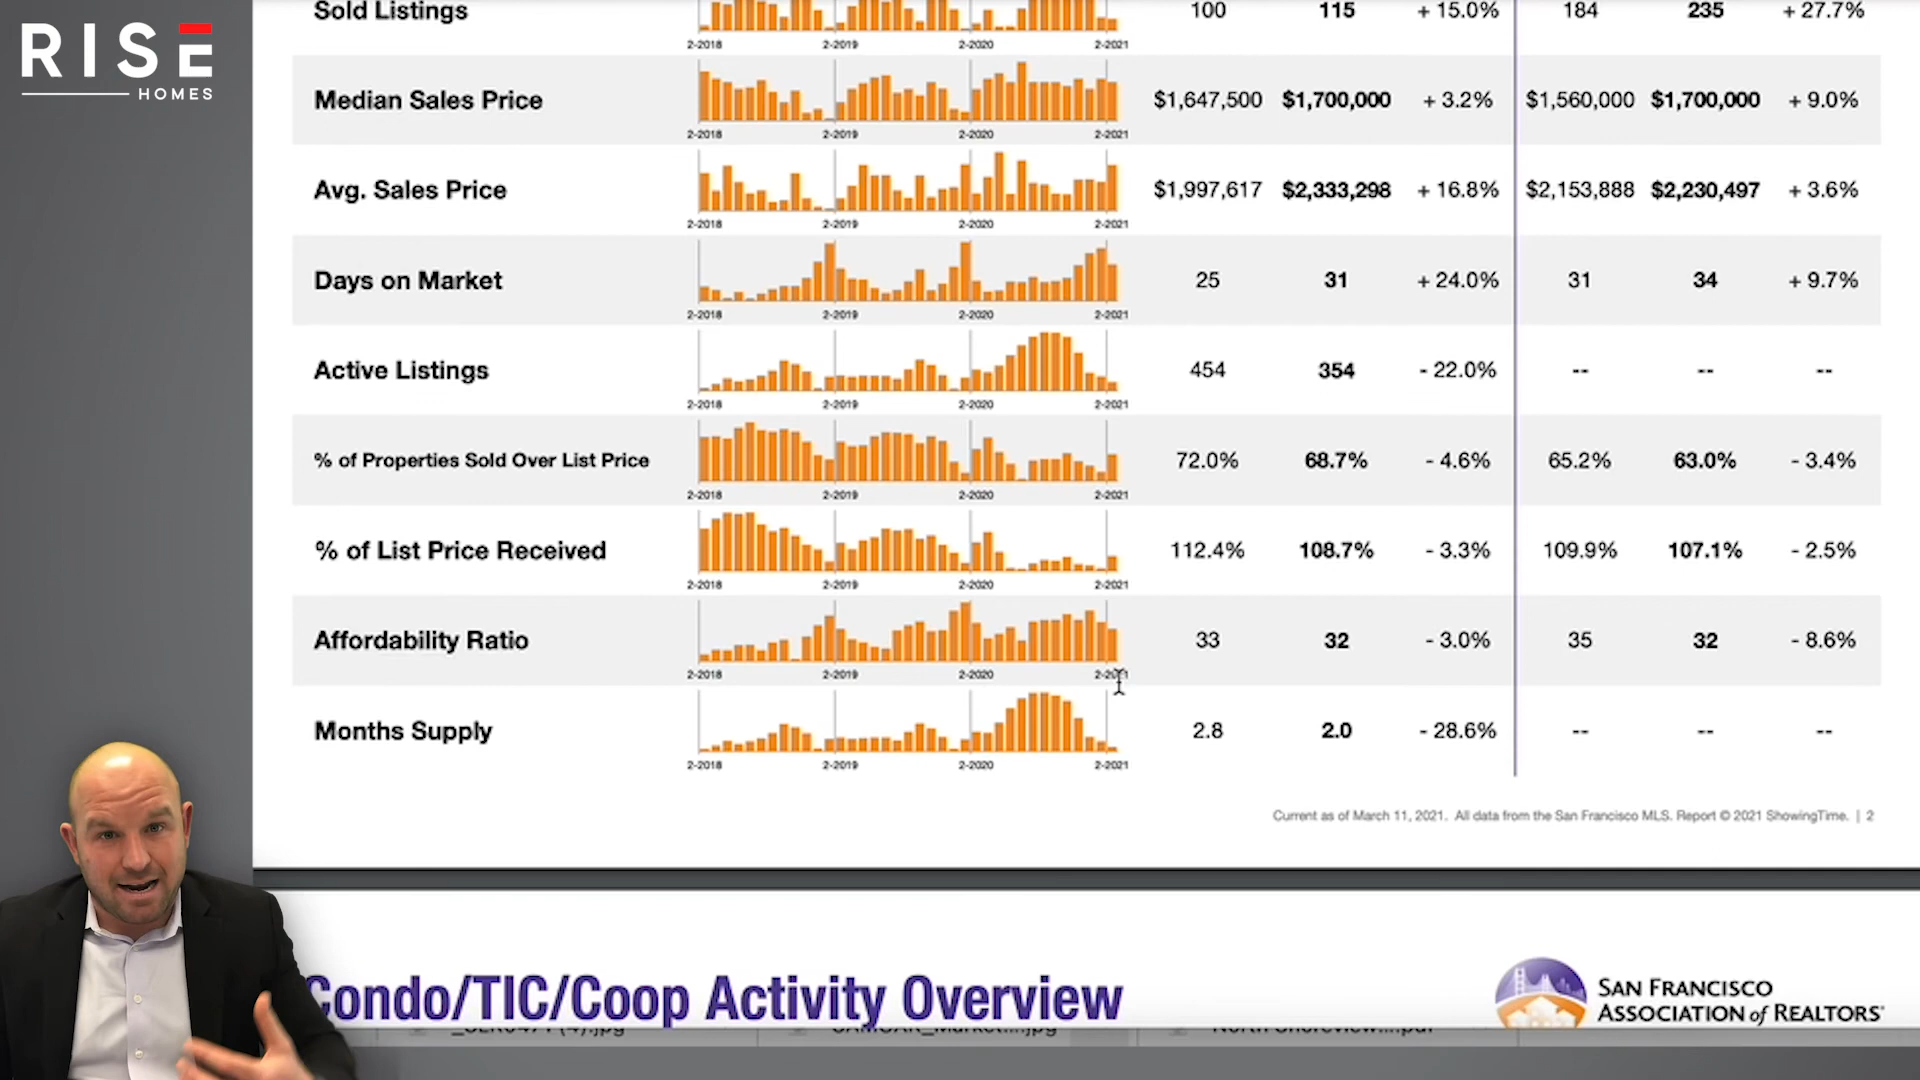 RISE
HOMES
Sold Listings 100 115 + 15.0% 184 235 + 27.7%
2-2018 2-2019 2-2020 2-2021
Median Sales Price $1,647,500 $1,700,000 + 3.2% $1,560,000 $1,700,000 + 9.0%
2-2018 2-2019 2-2020 2-2021
Avg. Sales Price $1,997,617 $2,333,298 + 16.8% $2,153,888 $2,230,497 + 3.6%
2-2018 2-2019 2-2020 2-2021
Days on Market 25 31 + 24.0% 31 34 + 9.7%
2-2018 2-2019 2-2020 2-2021
Active Listings 454 354 - 22.0% -- -- --
2-2018 2-2019 2-2020 2-2021
% of Properties Sold Over List Price 72.0% 68.7% - 4.6% 65.2% 63.0% - 3.4%
2-2018 2-2019 2-2020 2-2021
% of List Price Received 112.4% 108.7% - 3.3% 109.9% 107.1% - 2.5%
2-2018 2-2019 2-2020 2-2021
Affordability Ratio 33 32 - 3.0% 35 32 - 8.6%
2-2018 2-2019 2-2020 2-2021
Months Supply 2.8 2.0 - 28.6% -- -- --
2-2018 2-2019 2-2020 2-2021
Current as of March 11, 2021. All data from the San Francisco MLS. Report © 2021 ShowingTime. | 2
Condo/TIC/Coop Activity Overview
SAN FRANCISCO
ASSOCIATION of REALTORS®